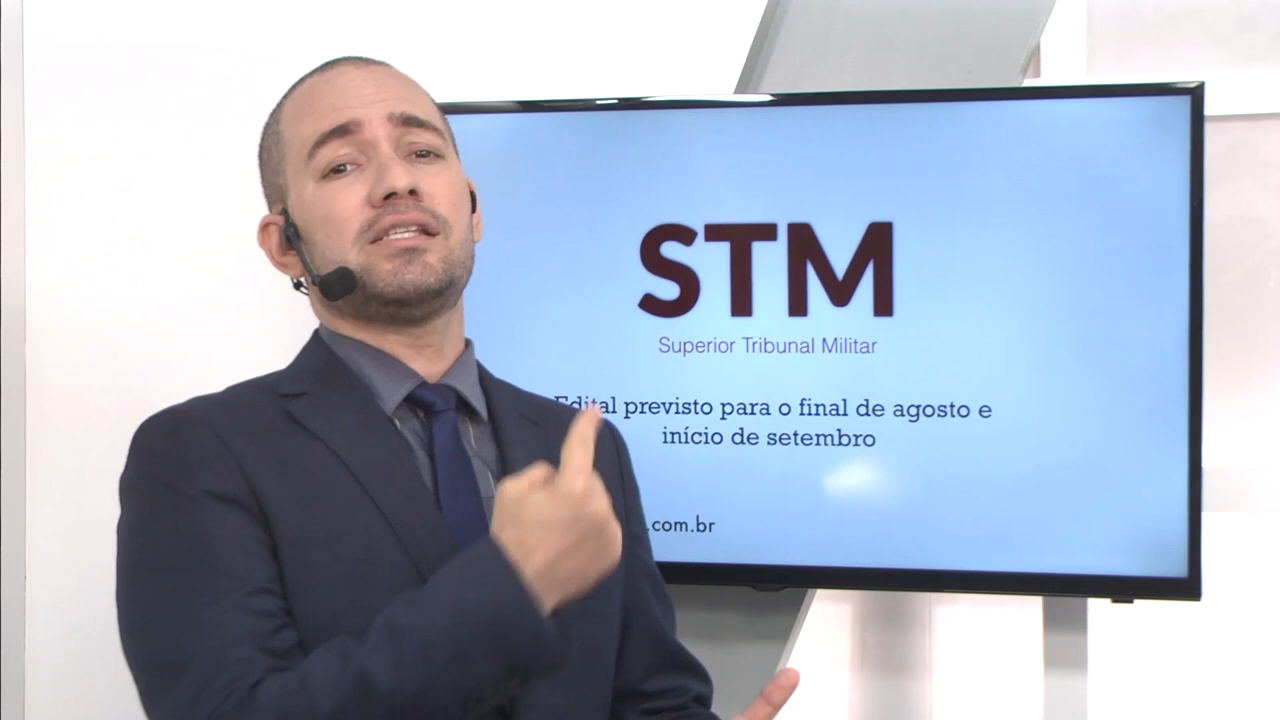 STM
Superior Tribunal Militar
Edital previsto para o final de agosto e
início de setembro
.com.br